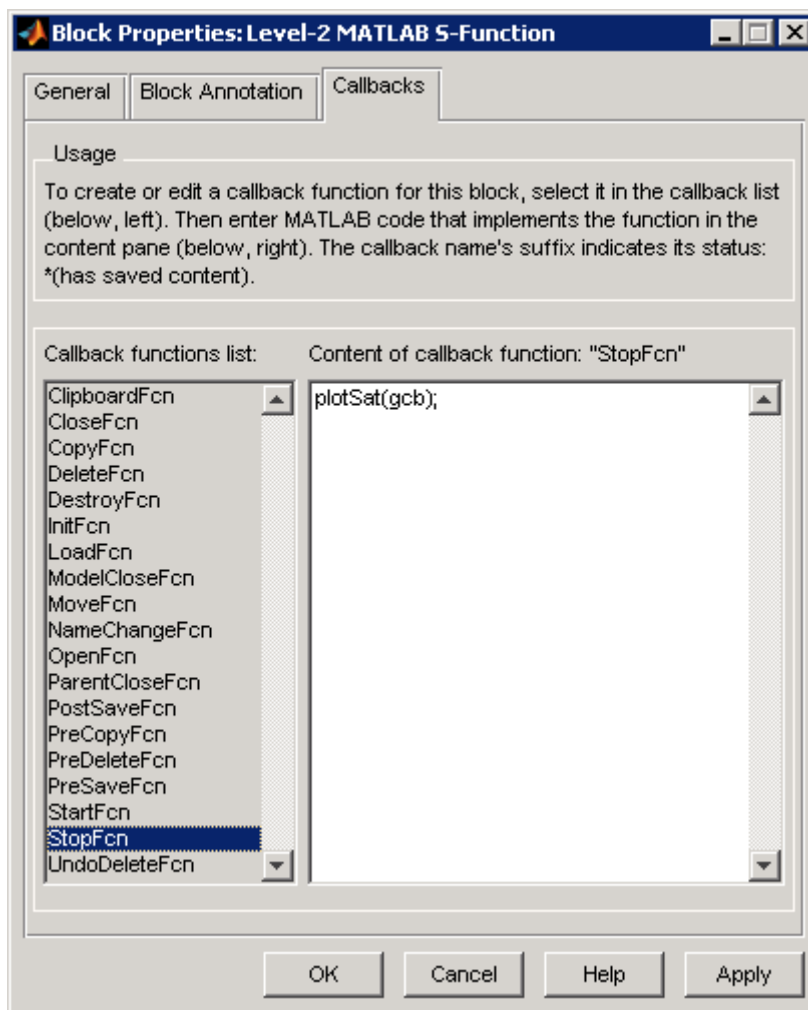 Block Properties: Level-2 MATLAB S-Function
General
Block Annotation
Callbacks
Usage
To create or edit a callback function for this block, select it in the callback list
(below, left). Then enter MATLAB code that implements the function in the
content pane (below, right). The callback name's suffix indicates its status:
*(has saved content).
Callback functions list:
Content of callback function: "StopFcn"
ClipboardFcn
CloseFcn
CopyFcn
DeleteFcn
DestroyFcn
InitFcn
LoadFcn
ModelCloseFcn
MoveFcn
NameChangeFcn
OpenFcn
ParentCloseFcn
PostSaveFcn
PreCopyFcn
PreDeleteFcn
PreSaveFcn
StartFcn
StopFcn
UndoDeleteFcn
plotSat(gcb);
OK
Cancel
Help
Apply